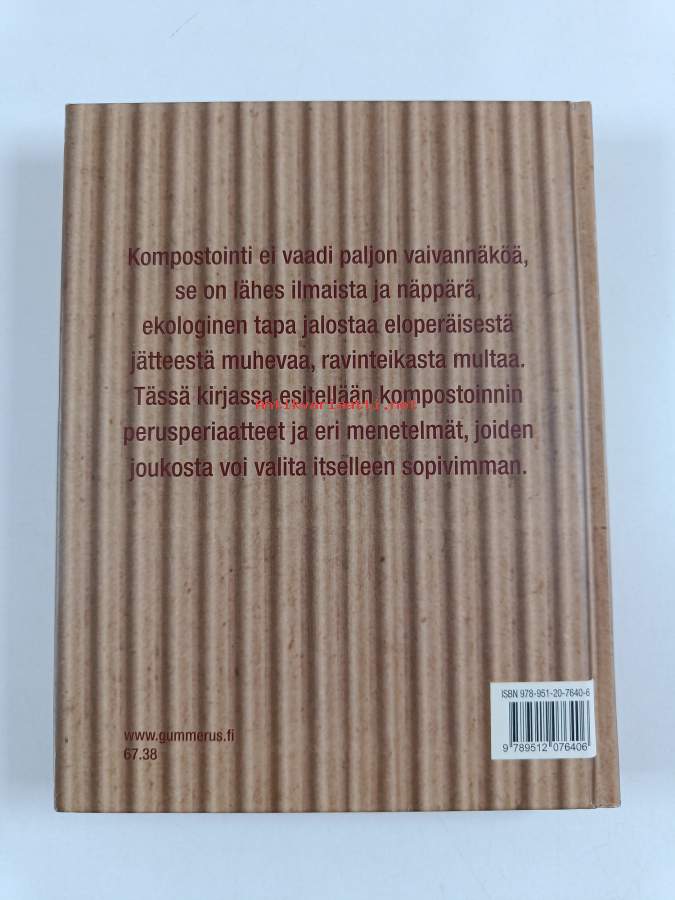 Kompostointi ei vaadi paljon vaivannäköä,
se on lähes ilmaista ja näppärä,
ekologinen tapa jalostaa eloperäisestä
jätteestä muhevaa, ravinteikasta multaa.
Tässä kirjassa esitellään kompostoinnin
Antikvariaatti.net
perusperiaatteet ja eri menetelmät, joiden
joukosta voi valita itselleen sopivimman.
ISBN 978-951-20-7640-6
9 789512 076406
www.gummerus.fi
67.38